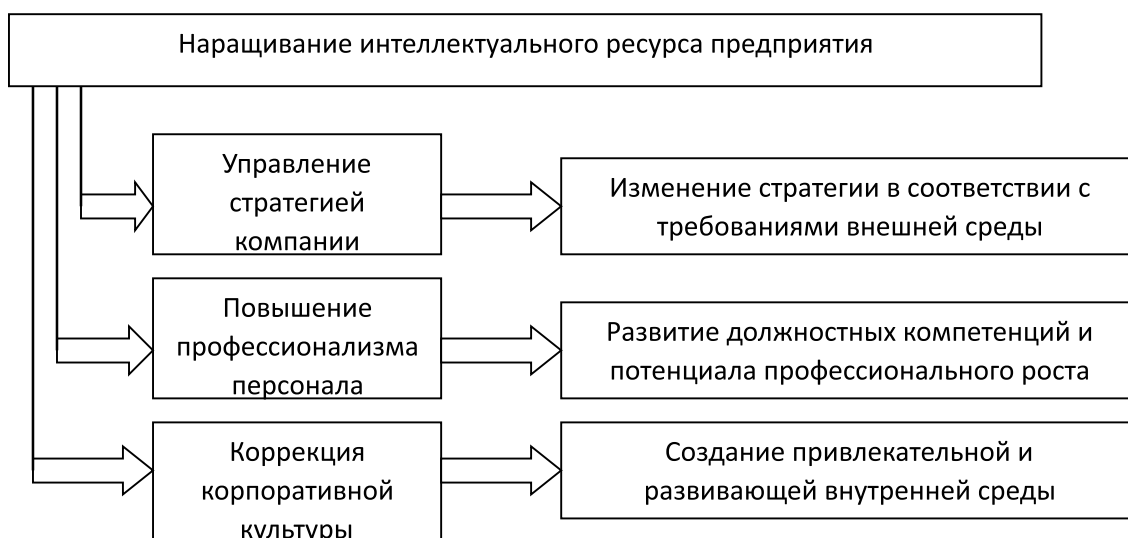 Наращивание интеллектуального ресурса предприятия
Управление
стратегией
компании
Изменение стратегии в соответствии с
требованиями внешней среды
Повышение
профессионализма
персонала
Развитие должностных компетенций и
потенциала профессионального роста
Коррекция
корпоративной
культуры
Создание привлекательной и
развивающей внутренней среды